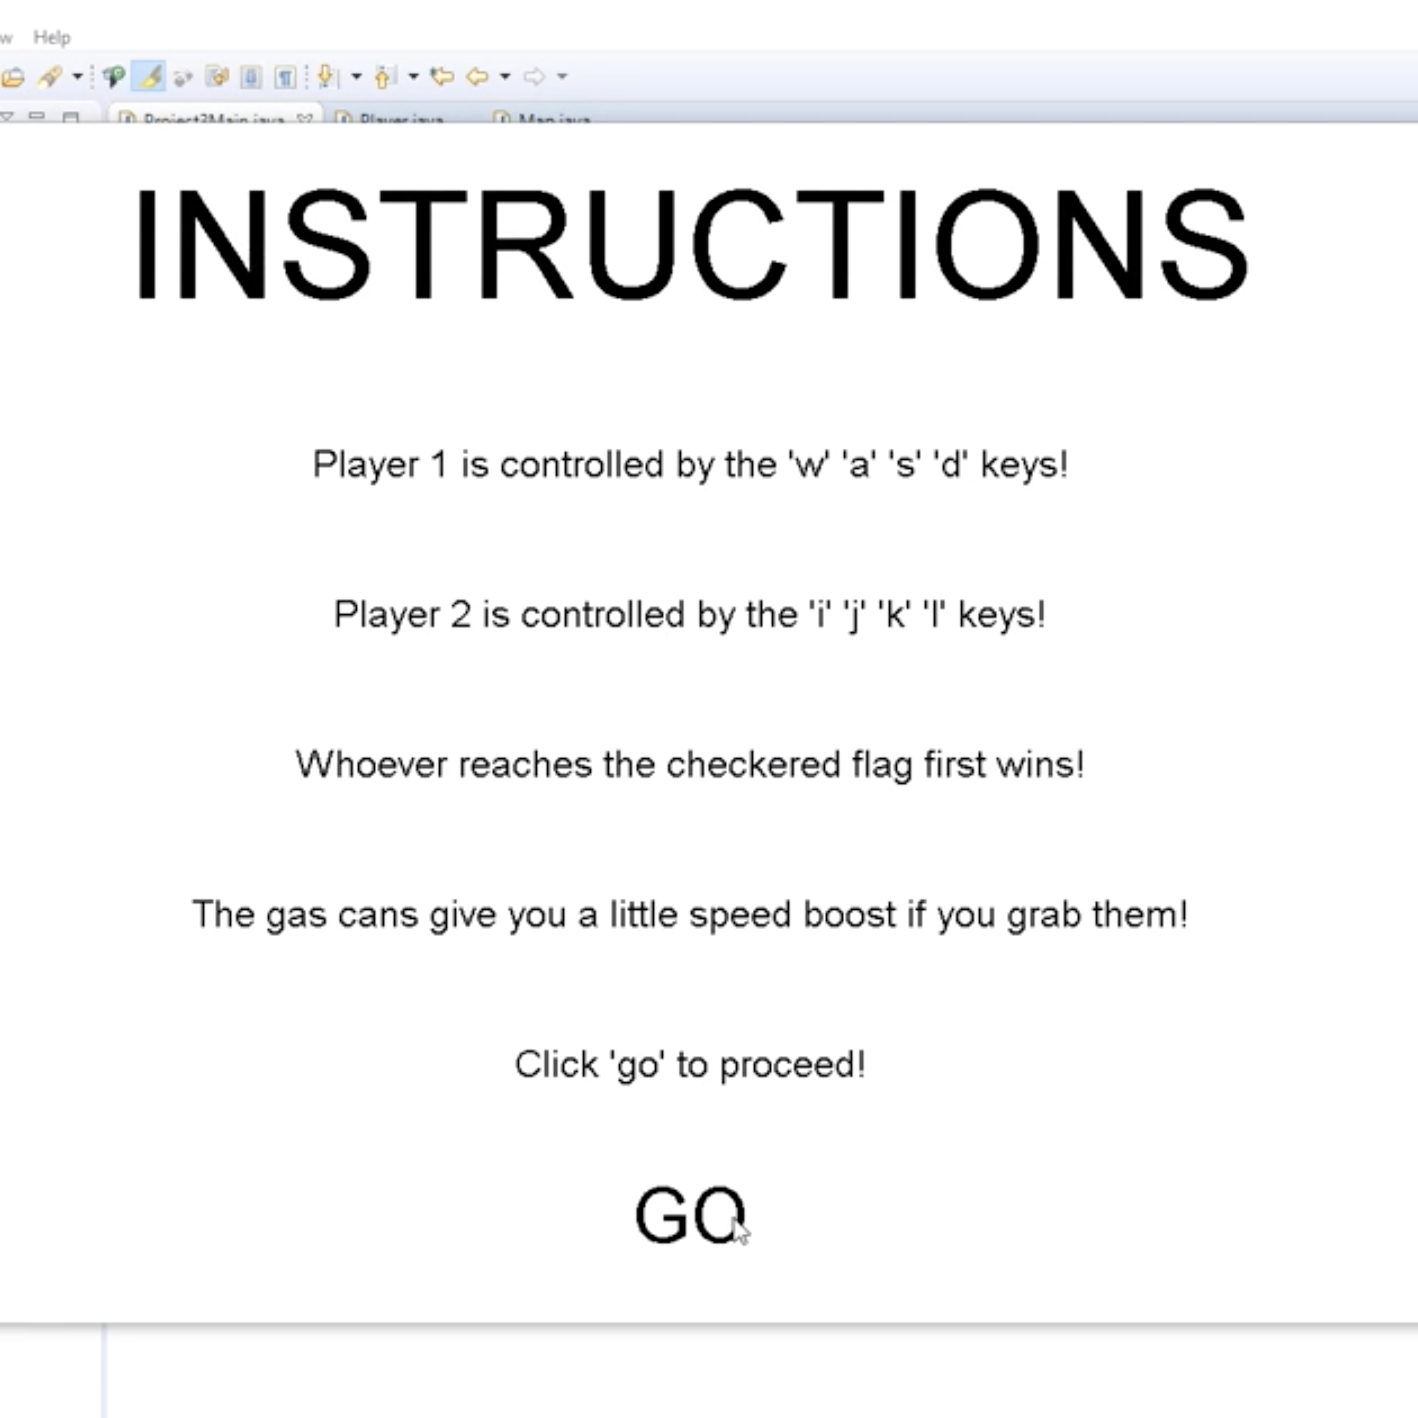 Help
Project3Main.java Player.java Map.java
INSTRUCTIONS
Player 1 is controlled by the 'w' 'a' 's' 'd' keys!
Player 2 is controlled by the 'i' 'j' 'k' 'l' keys!
Whoever reaches the checkered flag first wins!
The gas cans give you a little speed boost if you grab them!
Click 'go' to proceed!
GO